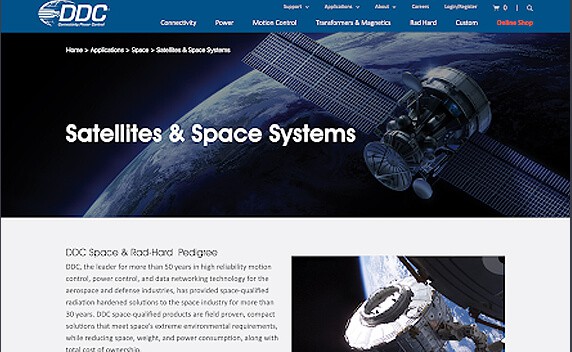 DDC
Connectivity Power Control
Support Applications About Careers Login/Register 0
Connectivity Power Motion Control Transformers & Magnetics Rad Hard Custom Online Shop
Home > Applications > Space > Satellites & Space Systems
Satellites & Space Systems
DDC Space & Rad-Hard Pedigree
DDC, the leader for more than 50 years in high reliability motion
control, power control, and data networking technology for the
aerospace and defense industries, has provided space-qualified
radiation hardened solutions to the space industry for more than
30 years. DDC space-qualified products are field proven, compact
solutions that meet space's extreme environmental requirements,
while reducing space, weight, and power consumption, along with
total cost of ownership.